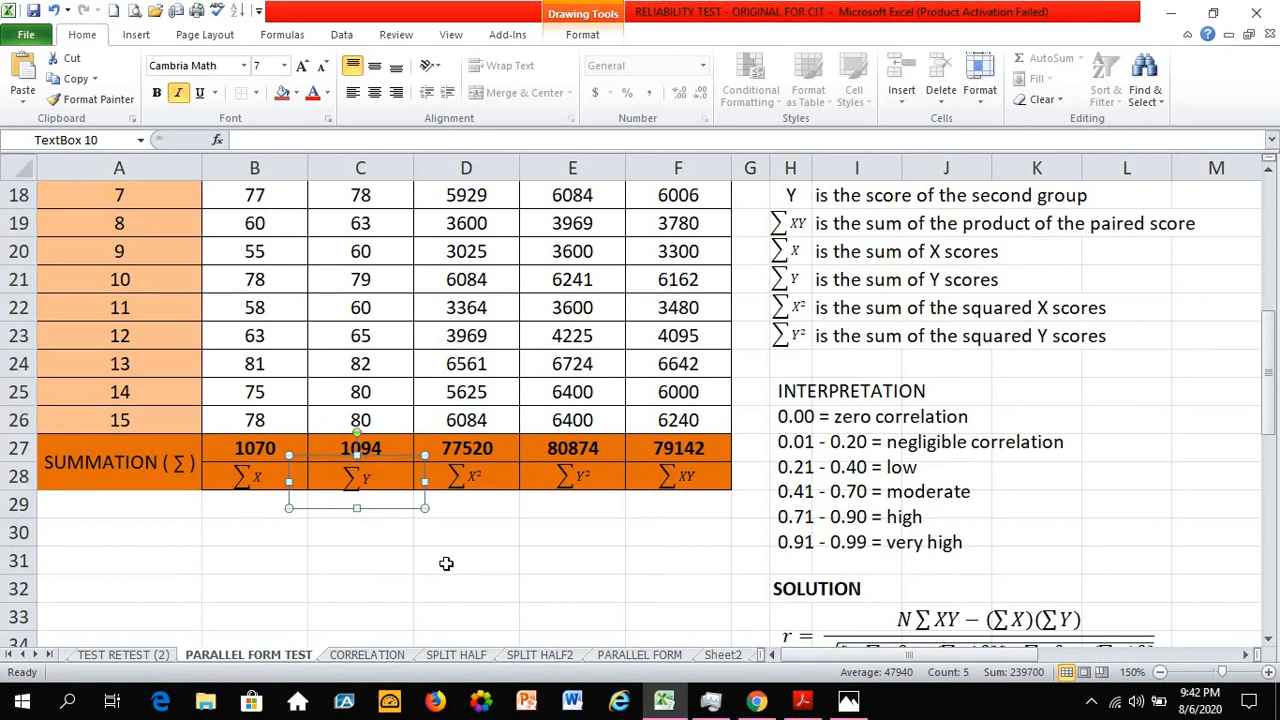 Drawing Tools
RELIABILITY TEST - ORIGINAL FOR CIT - Microsoft Excel (Product Activation Failed)
File Home Insert Page Layout Formulas Data Review View Add-Ins Format
Paste
Cut
Copy
Format Painter
Clipboard
Cambria Math 7
B I U
Font
Wrap Text
Merge & Center
Alignment
General
$ % ,
Number
Conditional Formatting
Format as Table
Cell Styles
Styles
Insert Delete Format
Cells
Σ AutoSum
Fill
Clear
Sort & Filter
Find & Select
Editing
TextBox 10 fx
A B C D E F G H I J K L M
18 7 77 78 5929 6084 6006 Y is the score of the second group
19 8 60 63 3600 3969 3780 ∑XY is the sum of the product of the paired score
20 9 55 60 3025 3600 3300 ∑X is the sum of X scores
21 10 78 79 6084 6241 6162 ∑Y is the sum of Y scores
22 11 58 60 3364 3600 3480 ∑X² is the sum of the squared X scores
23 12 63 65 3969 4225 4095 ∑Y² is the sum of the squared Y scores
24 13 81 82 6561 6724 6642
25 14 75 80 5625 6400 6000 INTERPRETATION
26 15 78 80 6084 6400 6240 0.00 = zero correlation
27 SUMMATION ( ∑ ) 1070 1094 77520 80874 79142 0.01 - 0.20 = negligible correlation
28 ∑X ∑Y ∑X² ∑Y² ∑XY 0.21 - 0.40 = low
29 0.41 - 0.70 = moderate
30 0.71 - 0.90 = high
31 0.91 - 0.99 = very high
32 SOLUTION
33 N∑XY − (∑X)(∑Y)
34 r =
TEST RETEST (2) PARALLEL FORM TEST CORRELATION SPLIT HALF SPLIT HALF2 PARALLEL FORM Sheet2
Ready Average: 47940 Count: 5 Sum: 239700 150%
9:42 PM
8/6/2020